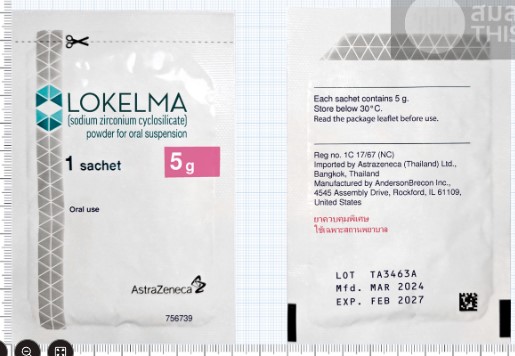 LOKELMA
(sodium zirconium cyclosilicate)
powder for oral suspension
1 sachet
5 g
Oral use
AstraZeneca
756739
THIS
Each sachet contains 5 g.
Store below 30°C.
Read the package leaflet before use.
Reg no. 1C 17/67 (NC)
Imported by Astrazeneca (Thailand) Ltd.,
Bangkok, Thailand
Manufactured by AndersonBrecon Inc.,
4545 Assembly Drive, Rockford, IL 61109,
United States
ยาควบคุมพิเศษ
ใช้เฉพาะสถานพยาบาล
LOT TA3463A
Mfd. MAR 2024
EXP. FEB 2027